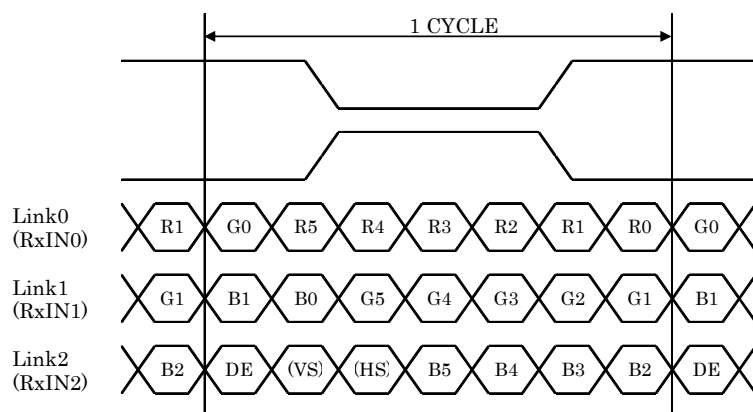 1 CYCLE
Link0
(RxIN0)
R1 G0 R5 R4 R3 R2 R1 R0 G0
Link1
(RxIN1)
G1 B1 B0 G5 G4 G3 G2 G1 B1
Link2
(RxIN2)
B2 DE (VS) (HS) B5 B4 B3 B2 DE